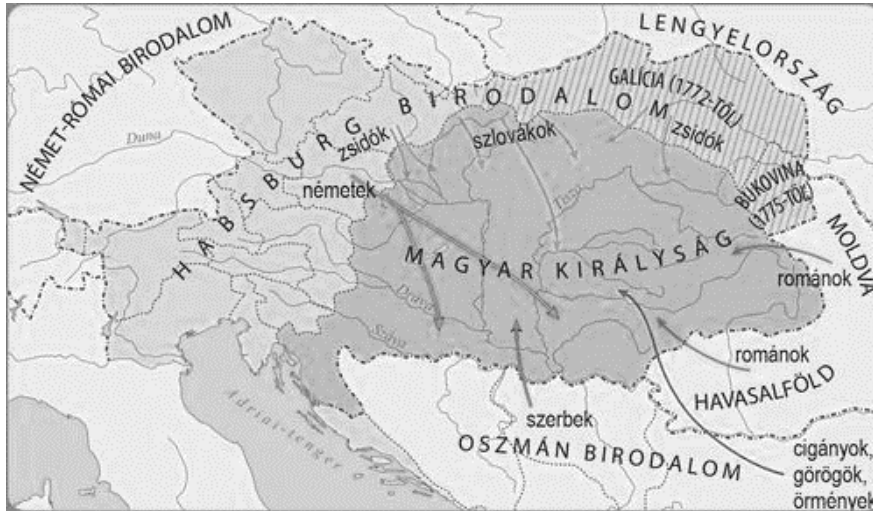 NÉMET-RÓMAI BIRODALOM
LENGYELORSZÁG
GALÍCIA (1772-TŐL)
HABSBURG BIRODALOM
zsidók
zsidók
szlovákok
Duna
németek
BUKOVINA
(1775-TŐL)
Tisza
MOLDVA
MAGYAR KIRÁLYSÁG
románok
Dráva
Száva
románok
HAVASALFÖLD
Adriai-tenger
szerbek
OSZMÁN BIRODALOM
cigányok,
görögök,
örmények